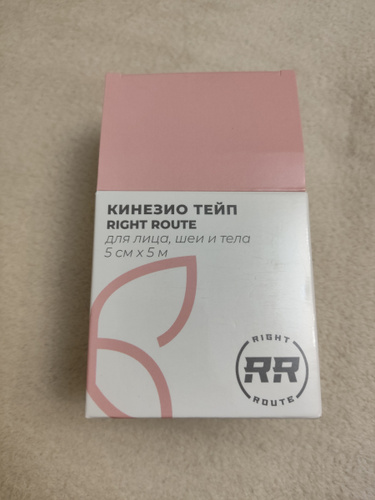 КИНЕЗИО ТЕЙП
RIGHT ROUTE
для лица, шеи и тела
5 см х 5 м
RIGHT
RR
ROUTE